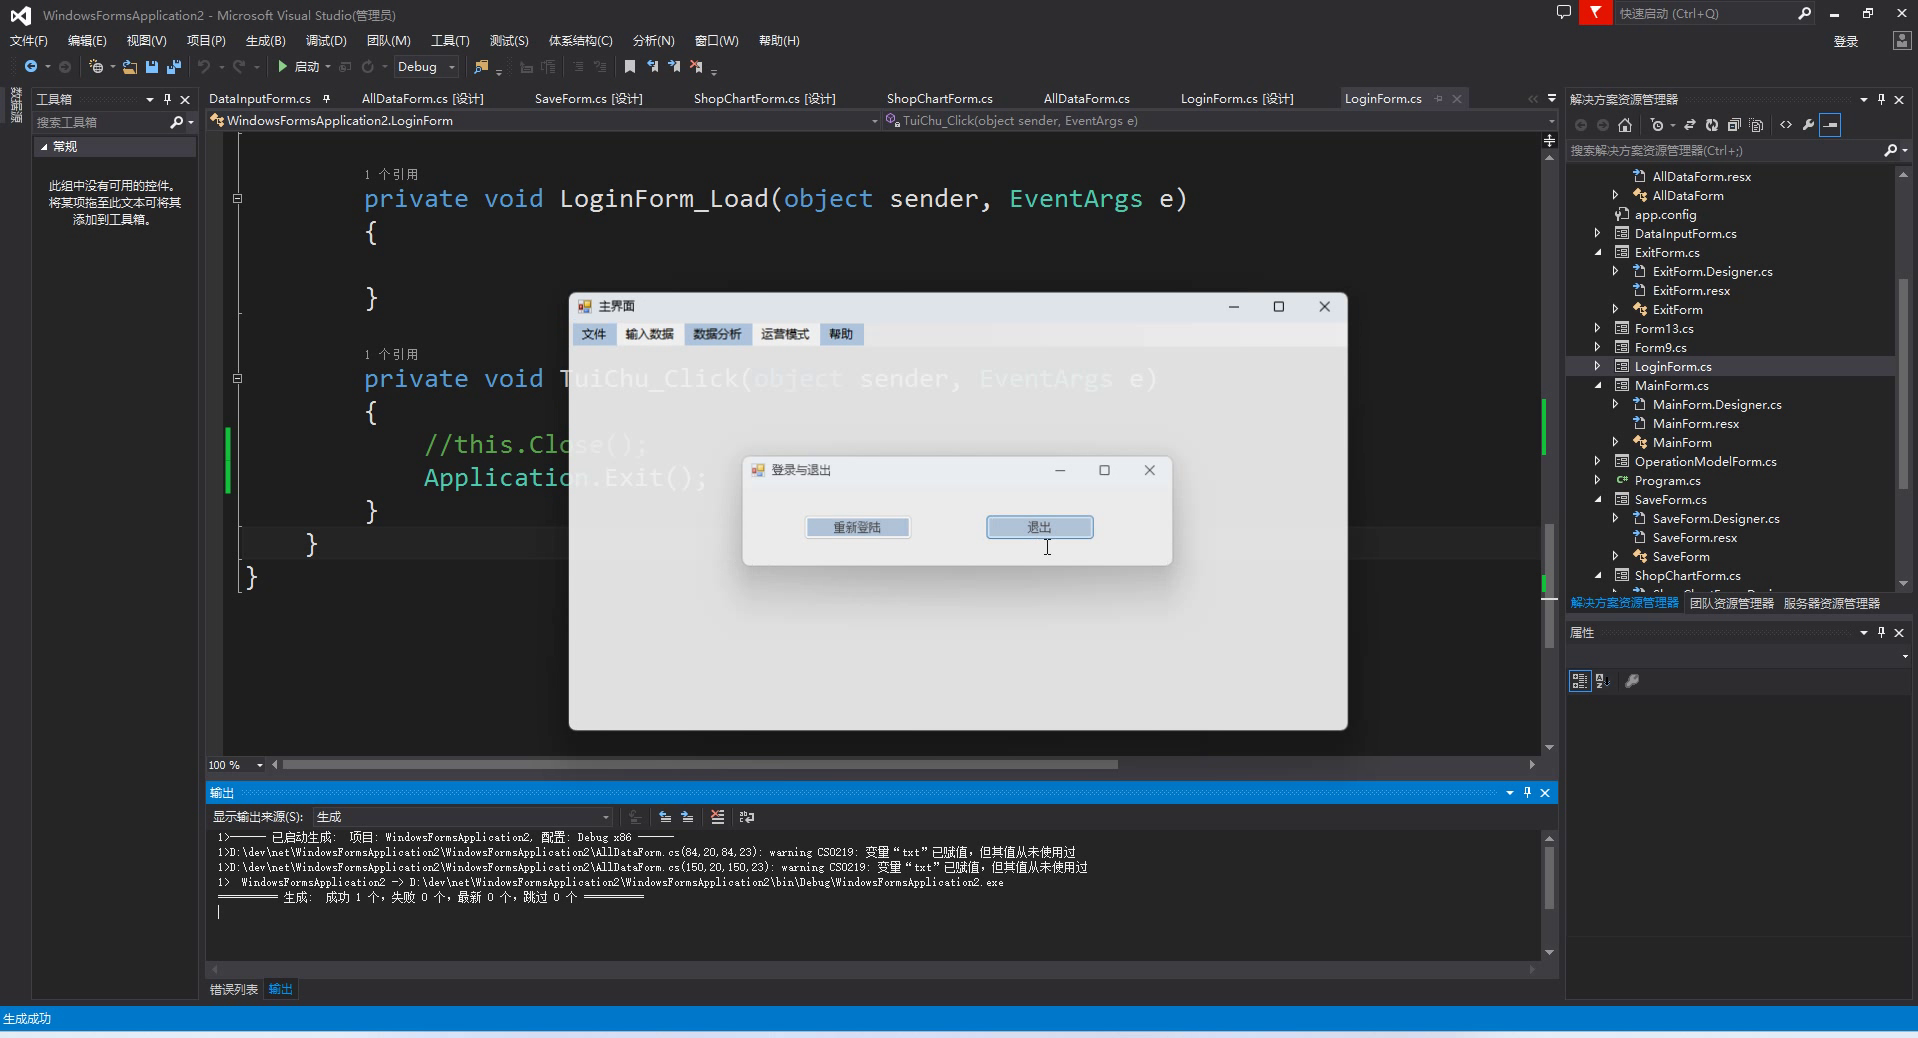 WindowsFormsApplication2 - Microsoft Visual Studio(管理员)
快速启动 (Ctrl+Q)
文件(F) 编辑(E) 视图(V) 项目(P) 生成(B) 调试(D) 团队(M) 工具(T) 测试(S) 体系结构(C) 分析(N) 窗口(W) 帮助(H)
登录
启动 Debug
数据源
工具箱
搜索工具箱
常规
此组中没有可用的控件。
将某项拖至此文本可将其
添加到工具箱。
DataInputForm.cs AllDataForm.cs [设计] SaveForm.cs [设计] ShopChartForm.cs [设计] ShopChartForm.cs AllDataForm.cs LoginForm.cs [设计] LoginForm.cs
WindowsFormsApplication2.LoginForm TuiChu_Click(object sender, EventArgs e)
1 个引用
private void LoginForm_Load(object sender, EventArgs e)
{
}
1 个引用
private void TuiChu_Click(object sender, EventArgs e)
{
//this.Close();
Application.Exit();
}
}
}
主界面
文件 输入数据 数据分析 运营模式 帮助
登录与退出
重新登陆 退出
100 %
输出
显示输出来源(S): 生成
1>------ 已启动生成: 项目: WindowsFormsApplication2, 配置: Debug x86 ------
1>D:\dev\net\WindowsFormsApplication2\WindowsFormsApplication2\AllDataForm.cs(84,20,84,23): warning CS0219: 变量“txt”已赋值，但其值从未使用过
1>D:\dev\net\WindowsFormsApplication2\WindowsFormsApplication2\AllDataForm.cs(150,20,150,23): warning CS0219: 变量“txt”已赋值，但其值从未使用过
1> WindowsFormsApplication2 -> D:\dev\net\WindowsFormsApplication2\WindowsFormsApplication2\bin\Debug\WindowsFormsApplication2.exe
========== 生成: 成功 1 个，失败 0 个，最新 0 个，跳过 0 个 ==========
错误列表 输出
生成成功
解决方案资源管理器
搜索解决方案资源管理器(Ctrl+;)
AllDataForm.resx
AllDataForm
app.config
DataInputForm.cs
ExitForm.cs
ExitForm.Designer.cs
ExitForm.resx
ExitForm
Form13.cs
Form9.cs
LoginForm.cs
MainForm.cs
MainForm.Designer.cs
MainForm.resx
MainForm
OperationModelForm.cs
C# Program.cs
SaveForm.cs
SaveForm.Designer.cs
SaveForm.resx
SaveForm
ShopChartForm.cs
解决方案资源管理器 团队资源管理器 服务器资源管理器
属性